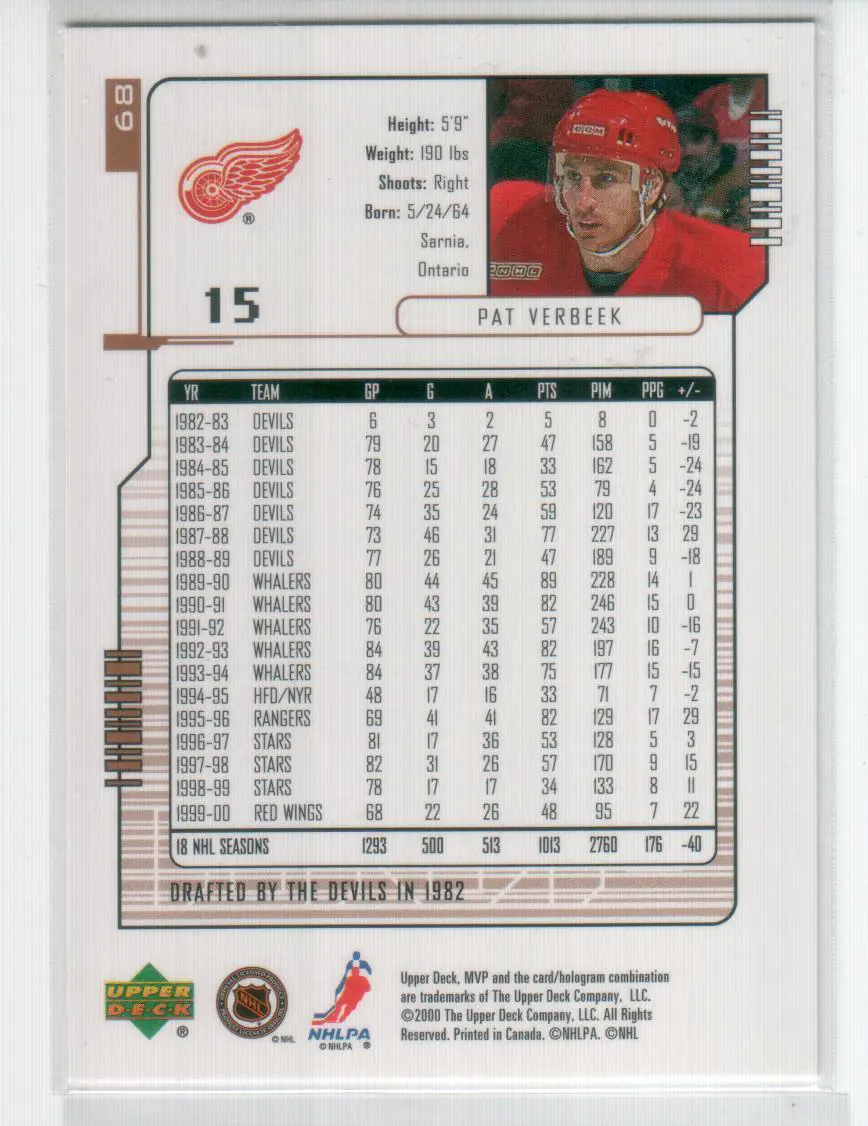 68
Height: 5'9"
Weight: 190 lbs
Shoots: Right
Born: 5/24/64
Sarnia,
Ontario
CCM
®
15
PAT VERBEEK
YR TEAM GP G A PTS PIM PPG +/-
1982-83 DEVILS 6 3 2 5 8 0 -2
1983-84 DEVILS 79 20 27 47 158 5 -19
1984-85 DEVILS 78 15 18 33 162 5 -24
1985-86 DEVILS 76 25 28 53 79 4 -24
1986-87 DEVILS 74 35 24 59 120 17 -23
1987-88 DEVILS 73 46 31 77 227 13 29
1988-89 DEVILS 77 26 21 47 189 9 -18
1989-90 WHALERS 80 44 45 89 228 14 1
1990-91 WHALERS 80 43 39 82 246 15 0
1991-92 WHALERS 76 22 35 57 243 10 -16
1992-93 WHALERS 84 39 43 82 197 16 -7
1993-94 WHALERS 84 37 38 75 177 15 -15
1994-95 HFD/NYR 48 17 16 33 71 7 -2
1995-96 RANGERS 69 41 41 82 129 17 29
1996-97 STARS 81 17 36 53 128 5 3
1997-98 STARS 82 31 26 57 170 9 15
1998-99 STARS 78 17 17 34 133 8 11
1999-00 RED WINGS 68 22 26 48 95 7 22
18 NHL SEASONS 1293 500 513 1013 2760 176 -40
DRAFTED BY THE DEVILS IN 1982
UPPER
DECK
®
NHL
© NHL
NHLPA
© NHLPA ®
Upper Deck, MVP and the card/hologram combination
are trademarks of The Upper Deck Company, LLC.
©2000 The Upper Deck Company, LLC. All Rights
Reserved. Printed in Canada. ©NHLPA. ©NHL